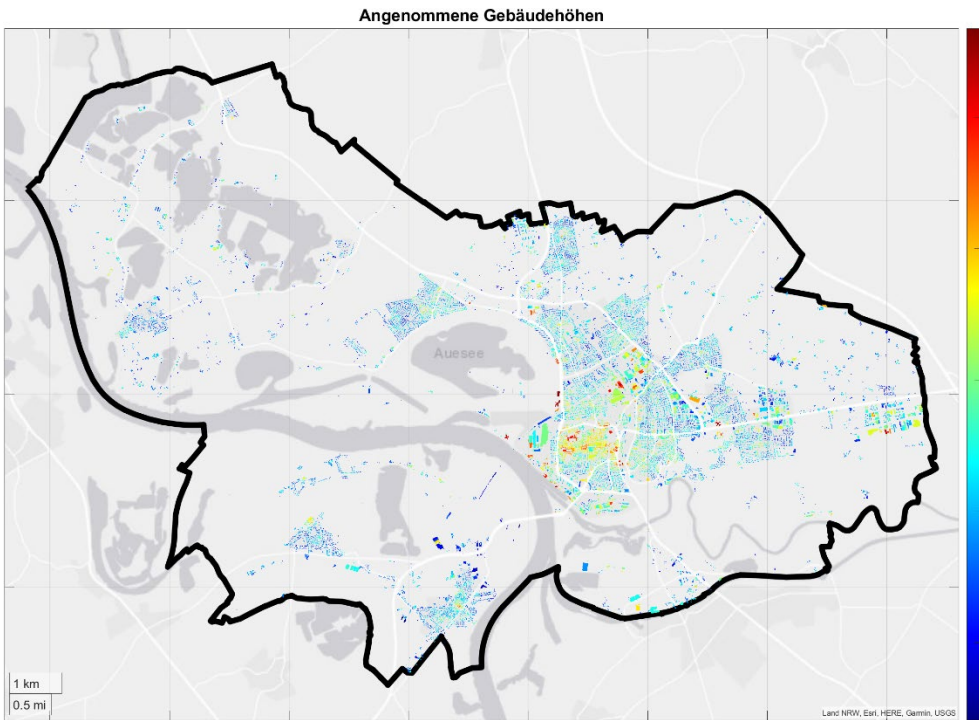 Angenommene Gebäudehöhen
Auesee
1 km
0.5 mi
Land NRW, Esri, HERE, Garmin, USGS